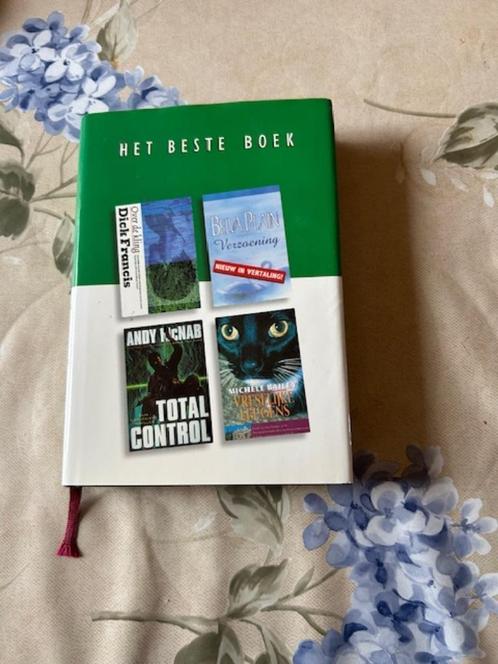 HET BESTE BOEK
Over de kling
Dick Francis
BELVA PLAIN
Verzoening
NIEUW IN VERTALING!
ANDY McNAB
TOTAL
CONTROL
MICHELE BAILEY
VRESELIJKE
LEUGENS